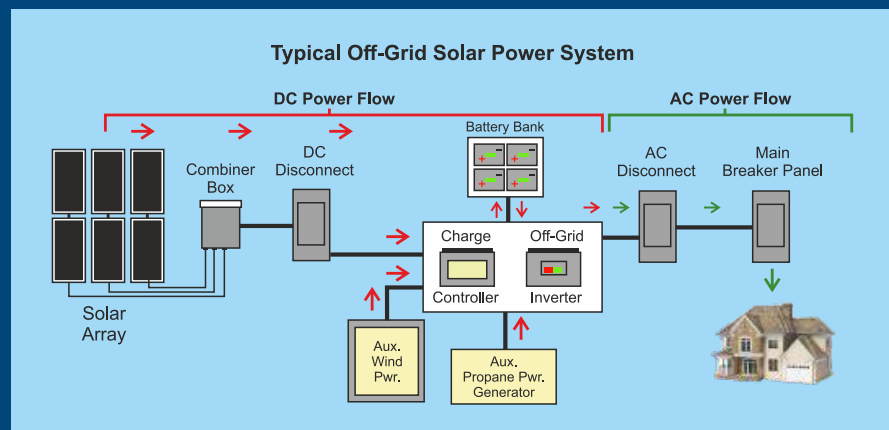 Typical Off-Grid Solar Power System
DC Power Flow
AC Power Flow
Battery Bank
DC
Disconnect
Combiner
Box
AC
Disconnect
Main
Breaker Panel
Charge
Controller
Off-Grid
Inverter
Solar
Array
Aux.
Wind
Pwr.
Aux.
Propane Pwr.
Generator